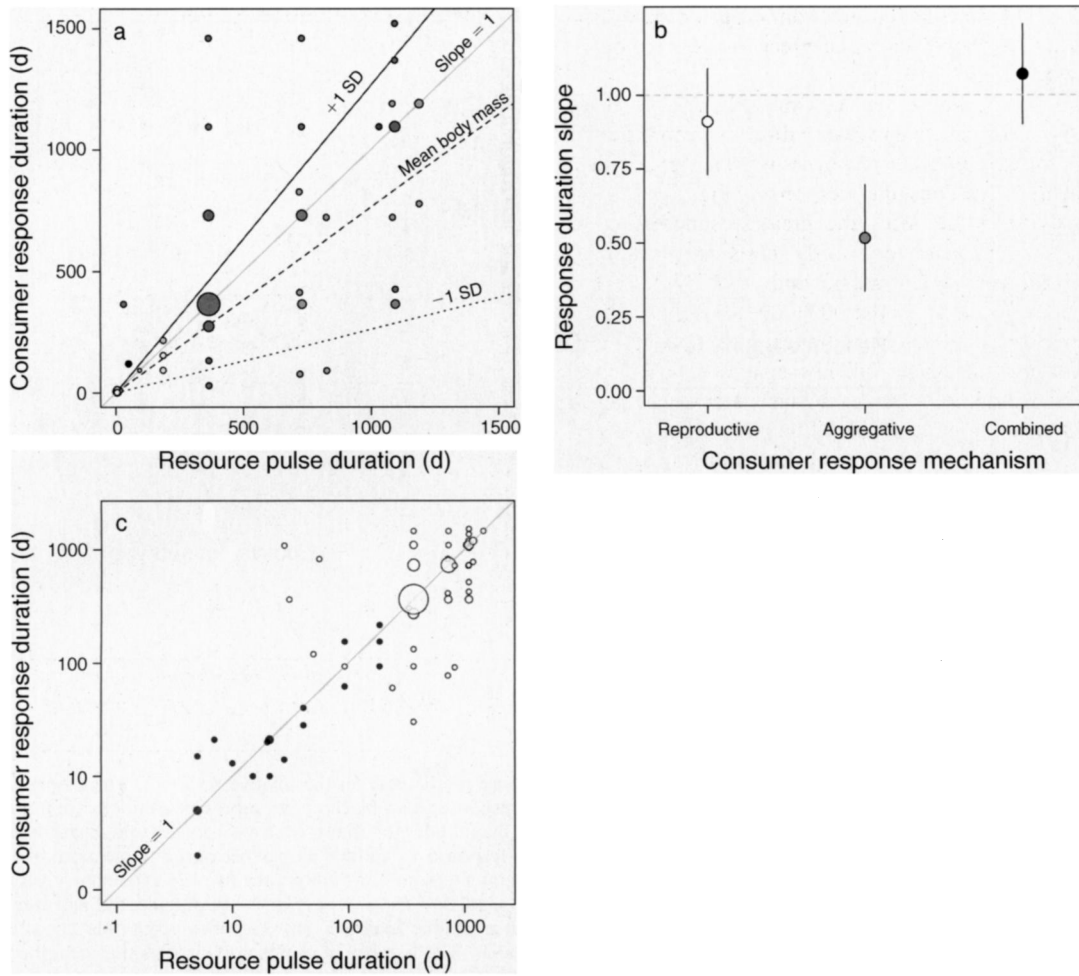 a
Consumer response duration (d)
1500
1000
500
0
+1 SD
Slope = 1
Mean body mass
−1 SD
0
500
1000
1500
Resource pulse duration (d)
b
Response duration slope
1.00
0.75
0.50
0.25
0.00
Reproductive
Aggregative
Combined
Consumer response mechanism
c
Consumer response duration (d)
1000
100
10
0
Slope = 1
-1
10
100
1000
Resource pulse duration (d)